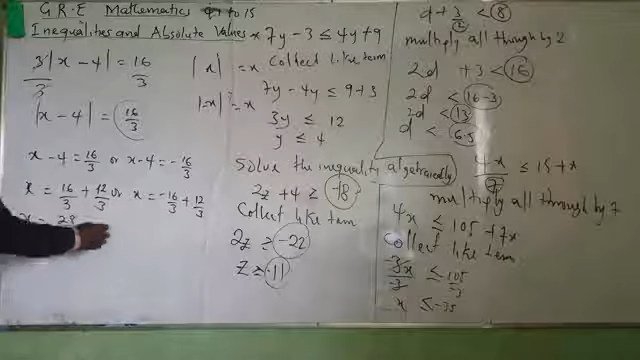 G.R.E Mathematics Q1 to 15
Inequalities and Absolute Values
3|x - 4| = 16
3 3
|x - 4| = 16/3
x - 4 = 16/3 or x - 4 = -16/3
x = 16/3 + 12/3 or x = -16/3 + 12/3
x = 28
|x| = x
|-x| = x
* 7y - 3 ≤ 4y + 9
Collect like term
7y - 4y ≤ 9 + 3
3y ≤ 12
y ≤ 4
Solve the inequality algebraically
2z + 4 ≥ -18
Collect like term
2z ≥ -22
z ≥ -11
d + 3/2 < 8
multiply all through by 2
2d + 3 < 16
2d < 16 - 3
2d < 13
d < 6.5
4x/7 ≤ 15 + x
multiply all through by 7
4x ≤ 105 + 7x
Collect like term
-3x/-3 ≤ 105/-3
x ≤ -35